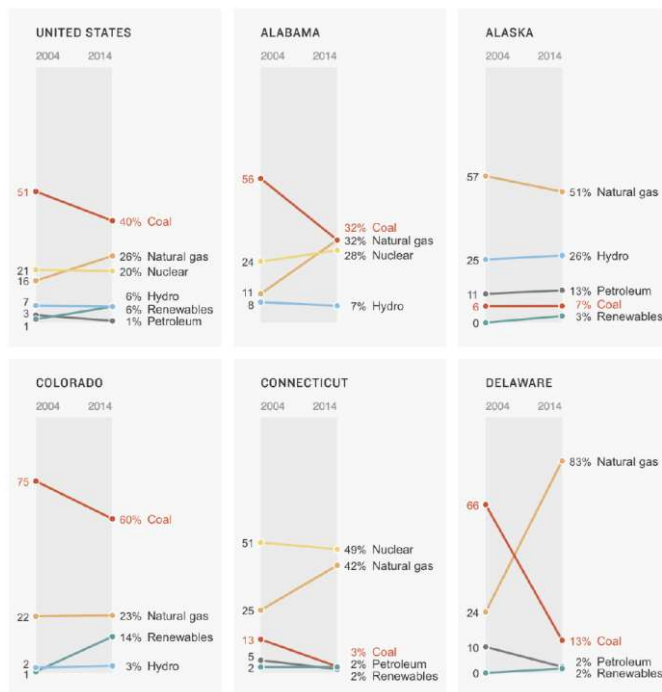 UNITED STATES
2004 2014
51
40% Coal
26% Natural gas
21
20% Nuclear
16
6% Hydro
7
6% Renewables
3
1% Petroleum
1
ALABAMA
2004 2014
56
32% Coal
32% Natural gas
28% Nuclear
24
11
8
7% Hydro
ALASKA
2004 2014
57
51% Natural gas
25
26% Hydro
11
13% Petroleum
6
7% Coal
3% Renewables
0
COLORADO
2004 2014
75
60% Coal
22
23% Natural gas
14% Renewables
2
3% Hydro
1
CONNECTICUT
2004 2014
51
49% Nuclear
42% Natural gas
25
13
3% Coal
5
2% Petroleum
2
2% Renewables
DELAWARE
2004 2014
83% Natural gas
66
24
13% Coal
10
2% Petroleum
0
2% Renewables